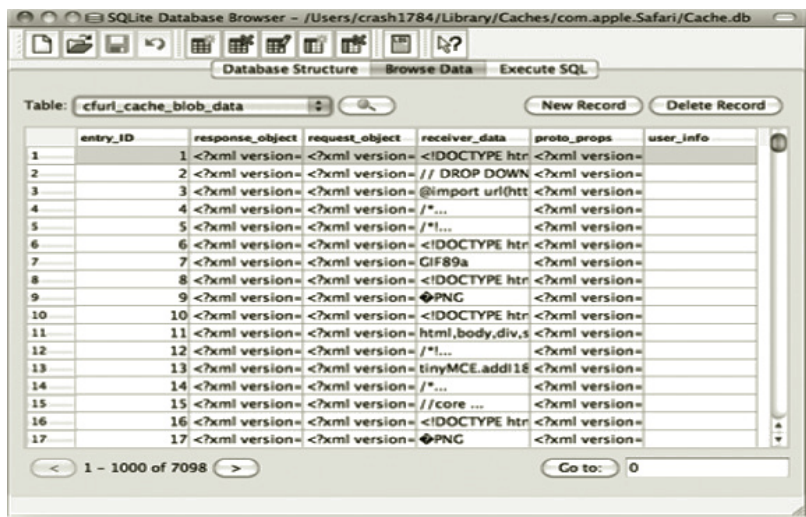 SQLite Database Browser – /Users/crash1784/Library/Caches/com.apple.Safari/Cache.db
Database Structure Browse Data Execute SQL
Table: cfurl_cache_blob_data New Record Delete Record
entry_ID response_object request_object receiver_data proto_props user_info
1 1 <?xml version= <?xml version= <!DOCTYPE htm <?xml version=
2 2 <?xml version= <?xml version= // DROP DOWN <?xml version=
3 3 <?xml version= <?xml version= @import url(htt <?xml version=
4 4 <?xml version= <?xml version= /*... <?xml version=
5 5 <?xml version= <?xml version= /*!... <?xml version=
6 6 <?xml version= <?xml version= <!DOCTYPE htm <?xml version=
7 7 <?xml version= <?xml version= GIF89a <?xml version=
8 8 <?xml version= <?xml version= <!DOCTYPE htm <?xml version=
9 9 <?xml version= <?xml version= �PNG <?xml version=
10 10 <?xml version= <?xml version= <!DOCTYPE htm <?xml version=
11 11 <?xml version= <?xml version= html,body,div,s <?xml version=
12 12 <?xml version= <?xml version= /*!... <?xml version=
13 13 <?xml version= <?xml version= tinyMCE.addI18 <?xml version=
14 14 <?xml version= <?xml version= /*... <?xml version=
15 15 <?xml version= <?xml version= //core ... <?xml version=
16 16 <?xml version= <?xml version= <!DOCTYPE htm <?xml version=
17 17 <?xml version= <?xml version= �PNG <?xml version=
< 1 - 1000 of 7098 > Go to: 0